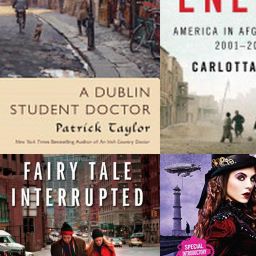 A DUBLIN
STUDENT DOCTOR
Patrick Taylor
New York Times Bestselling Author of An Irish Country Doctor
ENE
AMERICA IN AFG
2001–20
CARLOTTA
FAIRY TALE
INTERRUPTED
SPECIAL
INTRODUCTORY